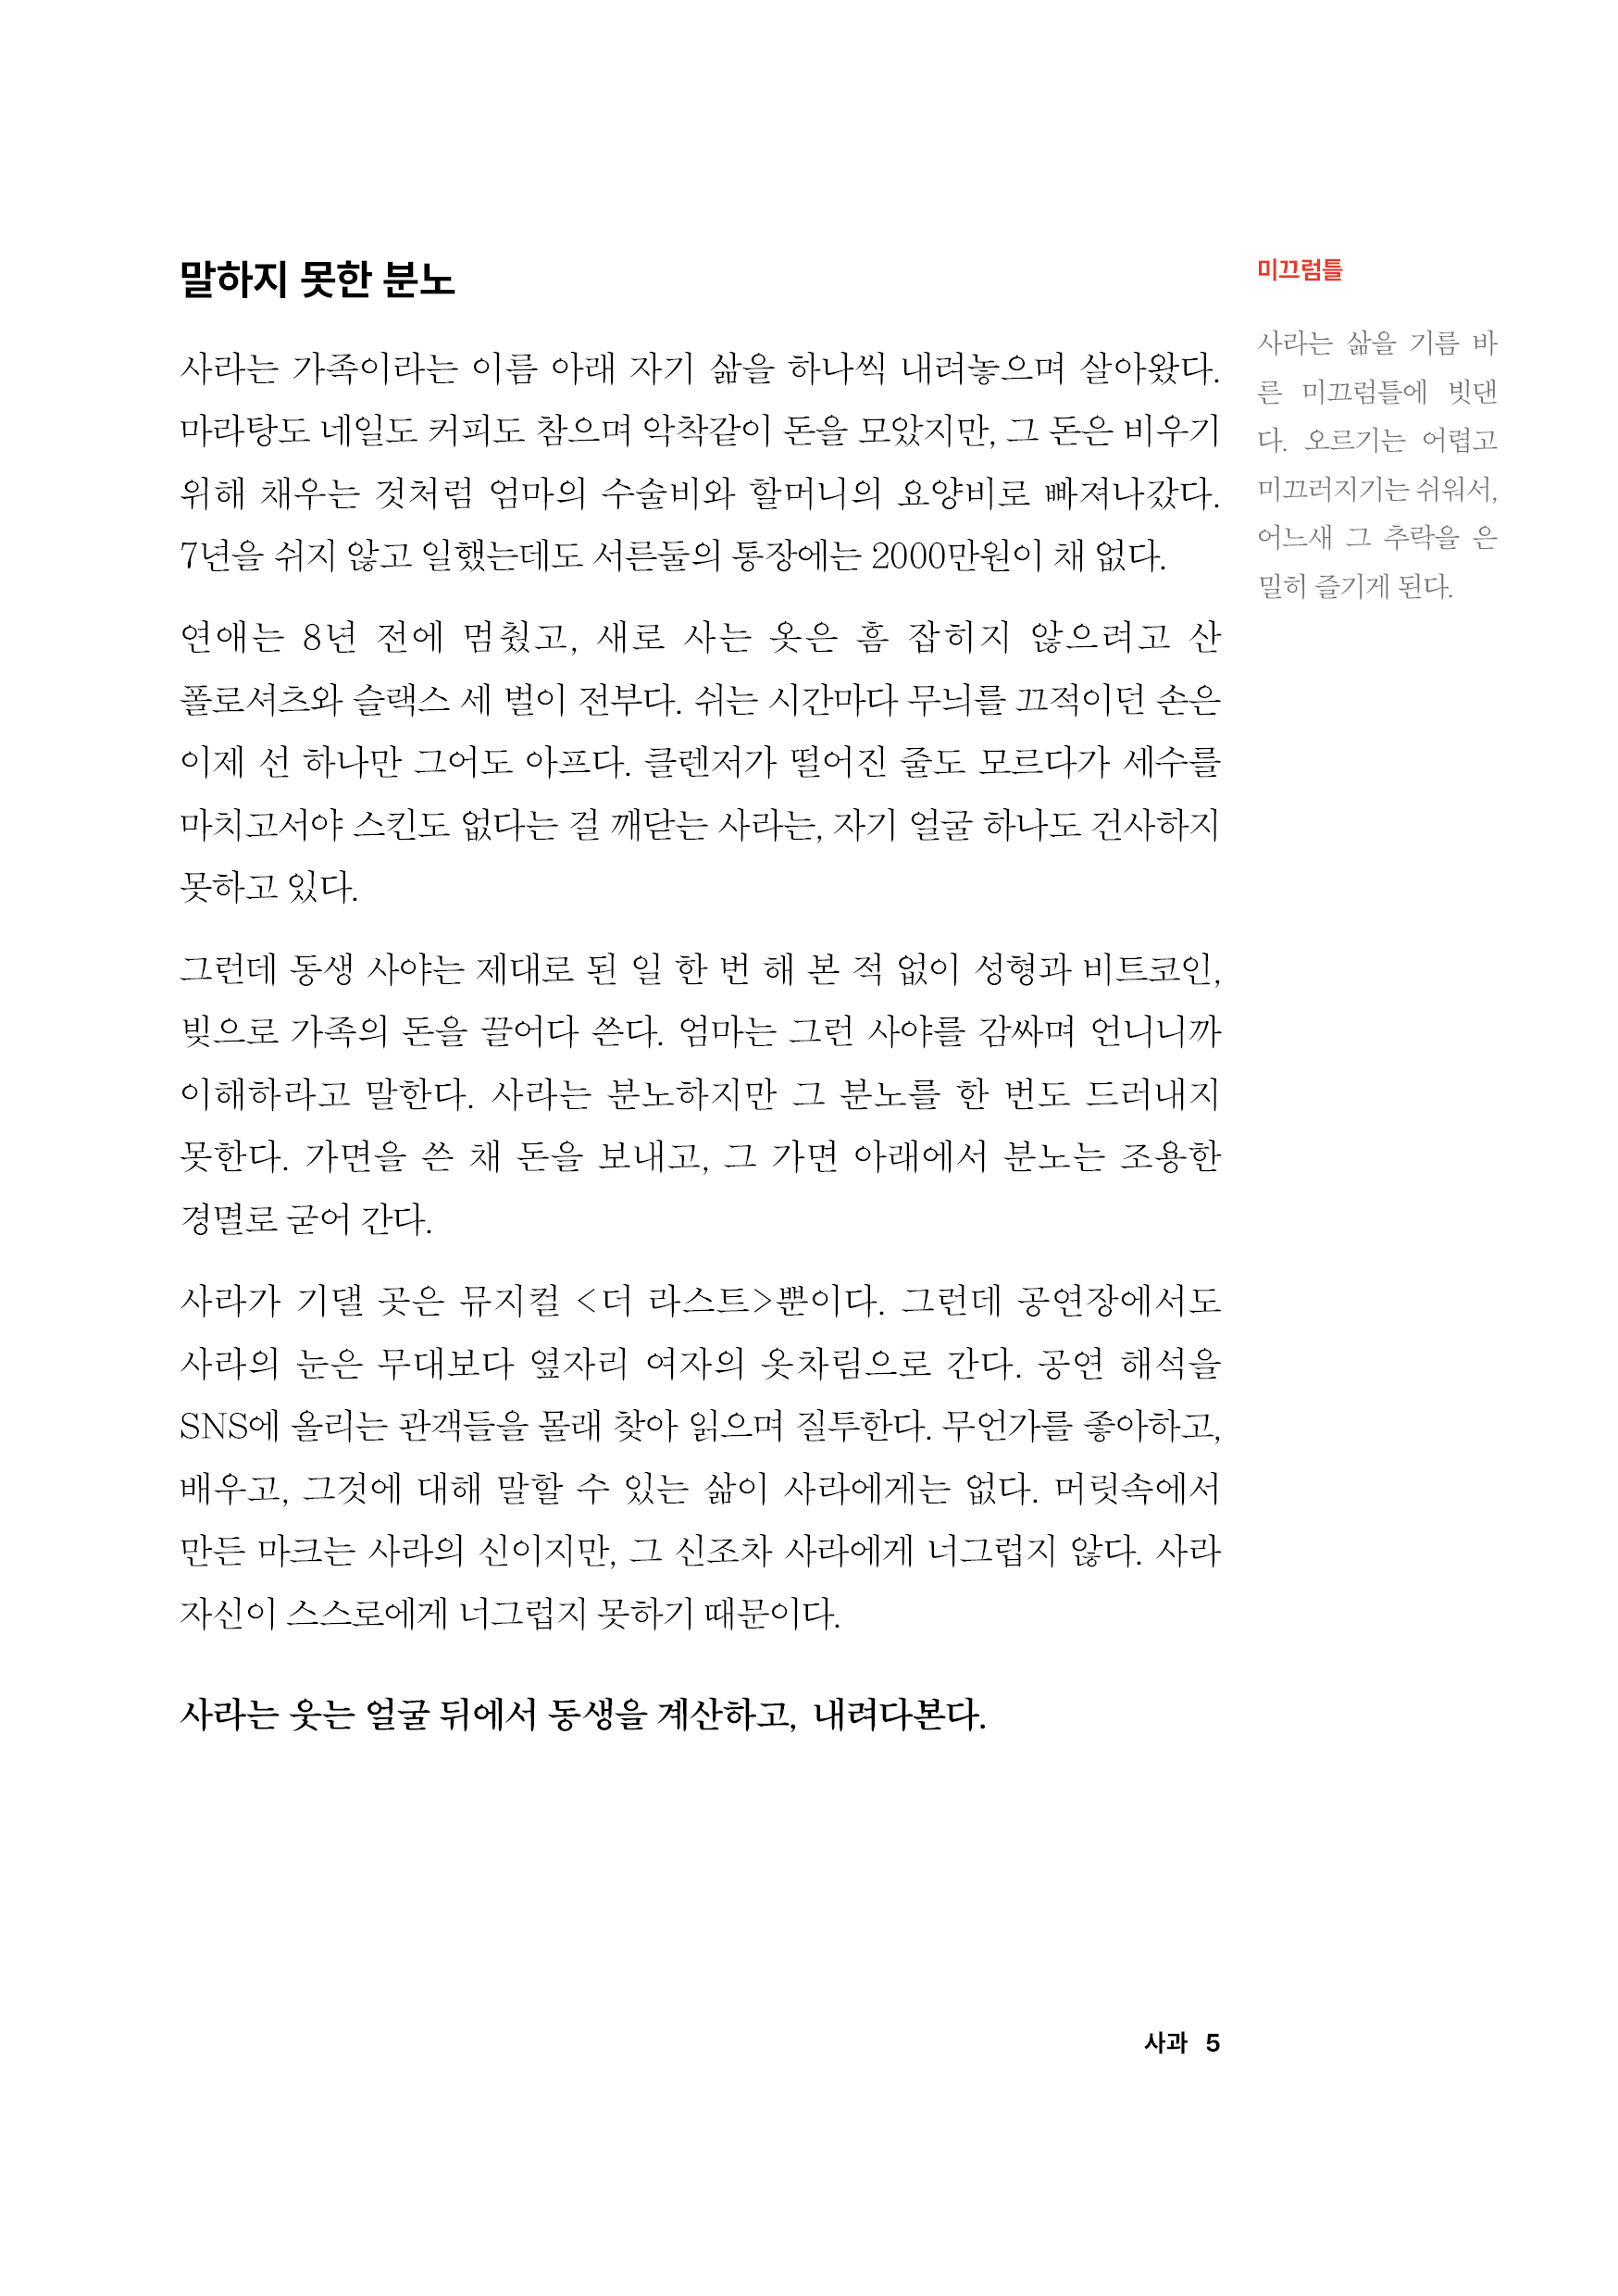 말하지 못한 분노
사라는 가족이라는 이름 아래 자기 삶을 하나씩 내려놓으며 살아왔다.
마라탕도 네일도 커피도 참으며 악착같이 돈을 모았지만, 그 돈은 비우기
위해 채우는 것처럼 엄마의 수술비와 할머니의 요양비로 빠져나갔다.
7년을 쉬지 않고 일했는데도 서른둘의 통장에는 2000만원이 채 없다.
연애는 8년 전에 멈췄고, 새로 사는 옷은 흠 잡히지 않으려고 산
폴로셔츠와 슬랙스 세 벌이 전부다. 쉬는 시간마다 무늬를 끄적이던 손은
이제 선 하나만 그어도 아프다. 클렌저가 떨어진 줄도 모르다가 세수를
마치고서야 스킨도 없다는 걸 깨닫는 사라는, 자기 얼굴 하나도 건사하지
못하고 있다.
그런데 동생 사야는 제대로 된 일 한 번 해 본 적 없이 성형과 비트코인,
빚으로 가족의 돈을 끌어다 쓴다. 엄마는 그런 사야를 감싸며 언니니까
이해하라고 말한다. 사라는 분노하지만 그 분노를 한 번도 드러내지
못한다. 가면을 쓴 채 돈을 보내고, 그 가면 아래에서 분노는 조용한
경멸로 굳어 간다.
사라가 기댈 곳은 뮤지컬 <더 라스트>뿐이다. 그런데 공연장에서도
사라의 눈은 무대보다 옆자리 여자의 옷차림으로 간다. 공연 해석을
SNS에 올리는 관객들을 몰래 찾아 읽으며 질투한다. 무언가를 좋아하고,
배우고, 그것에 대해 말할 수 있는 삶이 사라에게는 없다. 머릿속에서
만든 마크는 사라의 신이지만, 그 신조차 사라에게 너그럽지 않다. 사라
자신이 스스로에게 너그럽지 못하기 때문이다.
사라는 웃는 얼굴 뒤에서 동생을 계산하고, 내려다본다.
미끄럼틀
사라는 삶을 기름 바
른 미끄럼틀에 빗댄
다. 오르기는 어렵고
미끄러지기는 쉬워서,
어느새 그 추락을 은
밀히 즐기게 된다.
사과 5